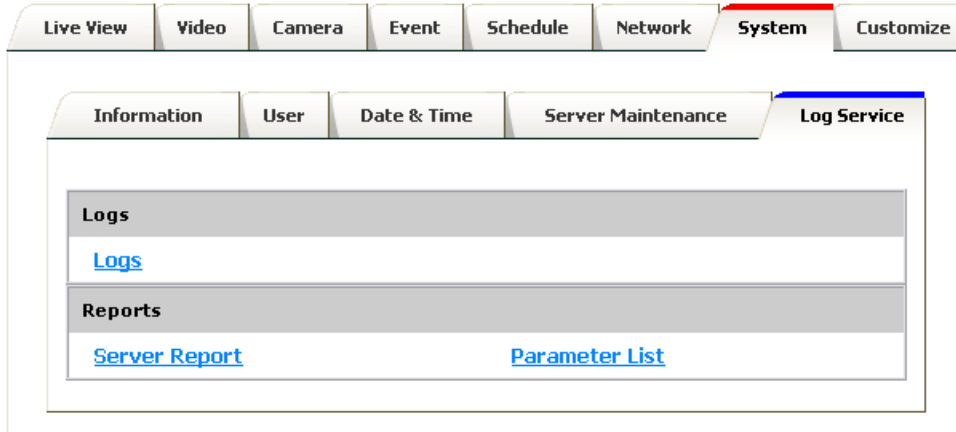 Live View Video Camera Event Schedule Network System Customize
Information User Date & Time Server Maintenance Log Service
Logs
Logs
Reports
Server Report Parameter List